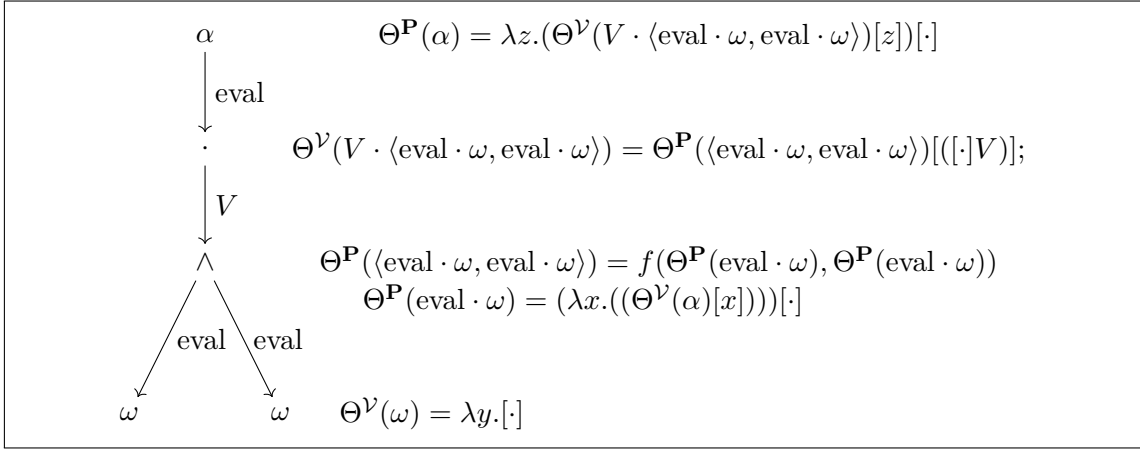 α Θ^𝐏(α) = λz.(Θ^𝒱(V · ⟨eval · ω, eval · ω⟩)[z])[·]
eval
· Θ^𝒱(V · ⟨eval · ω, eval · ω⟩) = Θ^𝐏(⟨eval · ω, eval · ω⟩)[([·]V)];
V
∧ Θ^𝐏(⟨eval · ω, eval · ω⟩) = f(Θ^𝐏(eval · ω), Θ^𝐏(eval · ω))
Θ^𝐏(eval · ω) = (λx.((Θ^𝒱(α)[x])))[·]
eval eval
ω ω Θ^𝒱(ω) = λy.[·]